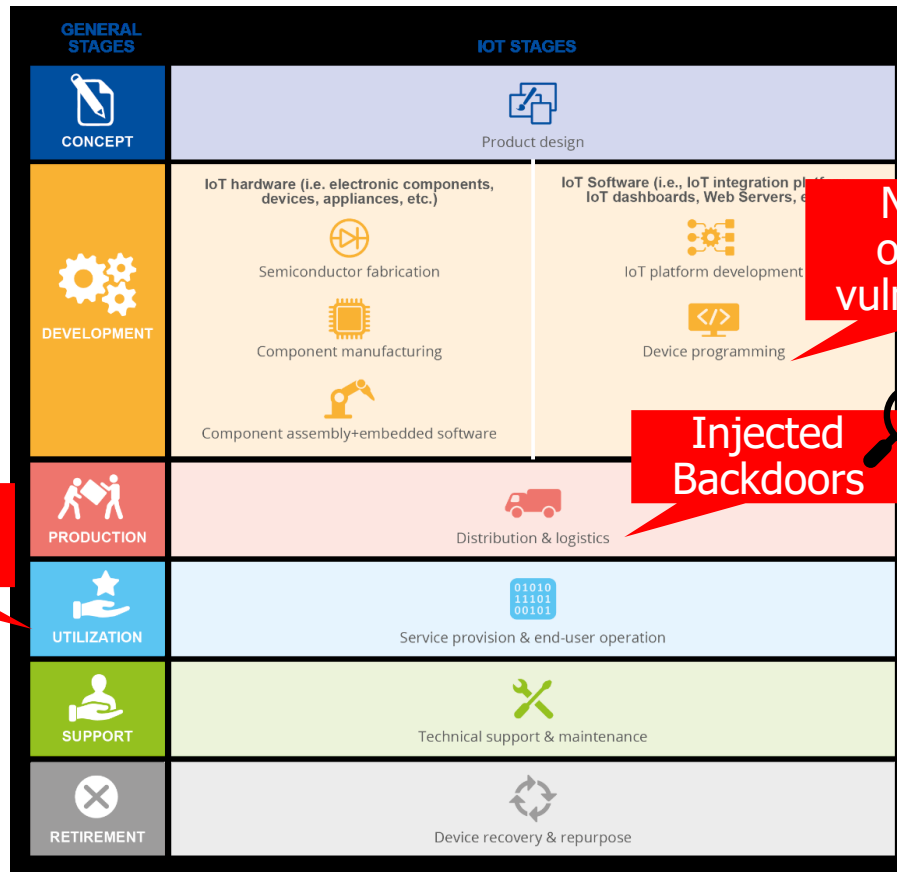 GENERAL
STAGES
IOT STAGES
CONCEPT
Product design
DEVELOPMENT
IoT hardware (i.e. electronic components,
devices, appliances, etc.)
Semiconductor fabrication
Component manufacturing
Component assembly+embedded software
IoT Software (i.e., IoT integration
IoT dashboards, Web Servers,
IoT platform development
Device programming
Injected
Backdoors
PRODUCTION
Distribution & logistics
UTILIZATION
01010
11101
00101
Service provision & end-user operation
SUPPORT
Technical support & maintenance
RETIREMENT
Device recovery & repurpose